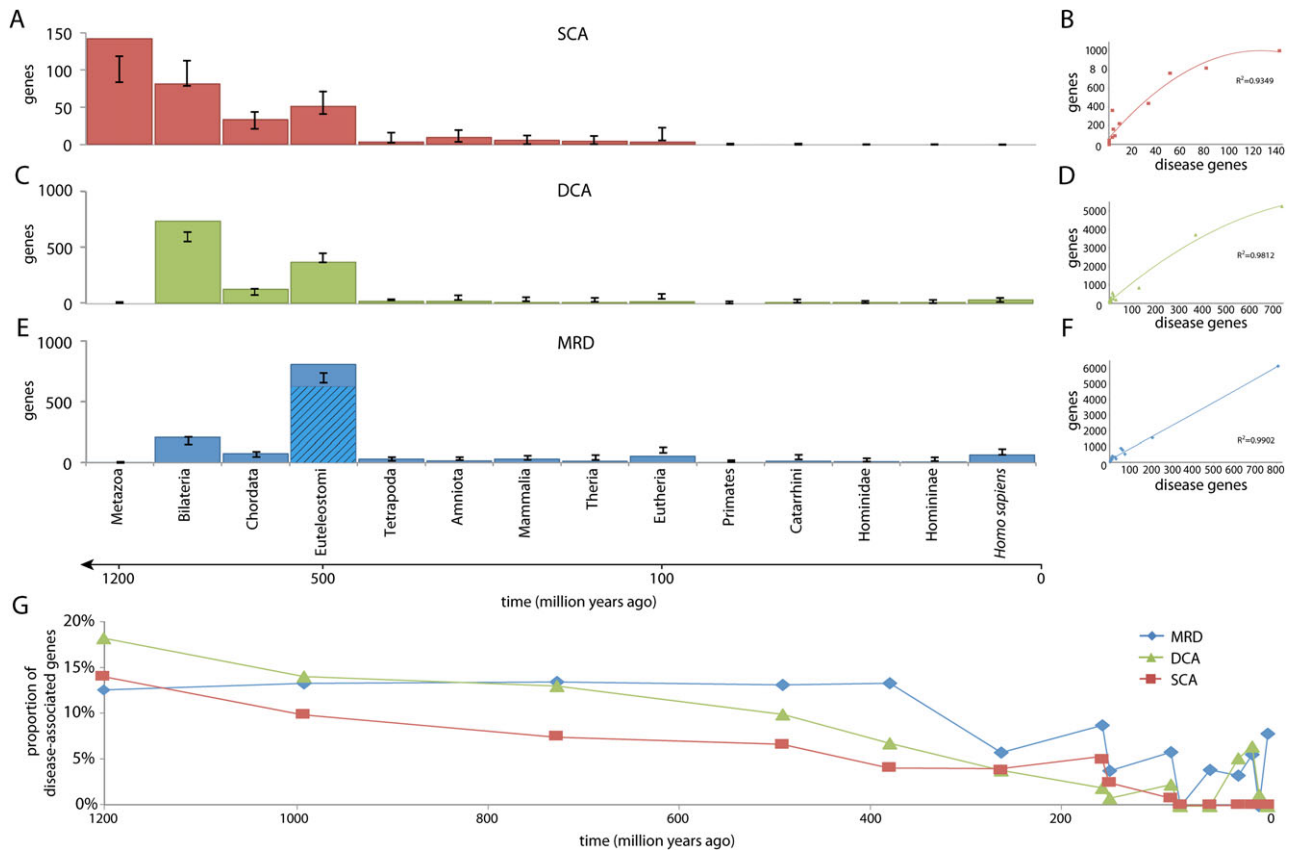 A
SCA
genes
150
100
50
0
B
genes
1000
8 0
600
400
200
0
R²=0.9349
20 40 60 80 100 120 140
disease genes
C
DCA
genes
1000
500
0
D
genes
5000
4000
3000
2000
1000
0
R²=0.9812
100 200 300 400 500 600 700
disease genes
E
MRD
genes
1000
500
0
F
genes
6000
5000
4000
3000
2000
1000
0
R²=0.9902
100 200 300 400 500 600 700 800
disease genes
Metazoa
Bilateria
Chordata
Euteleostomi
Tetrapoda
Amniota
Mammalia
Theria
Eutheria
Primates
Catarrhini
Hominidae
Homininae
Homo sapiens
1200 500 100 0
time (million years ago)
G
proportion of
disease-associated genes
20%
15%
10%
5%
0%
MRD
DCA
SCA
1200 1000 800 600 400 200 0
time (million years ago)